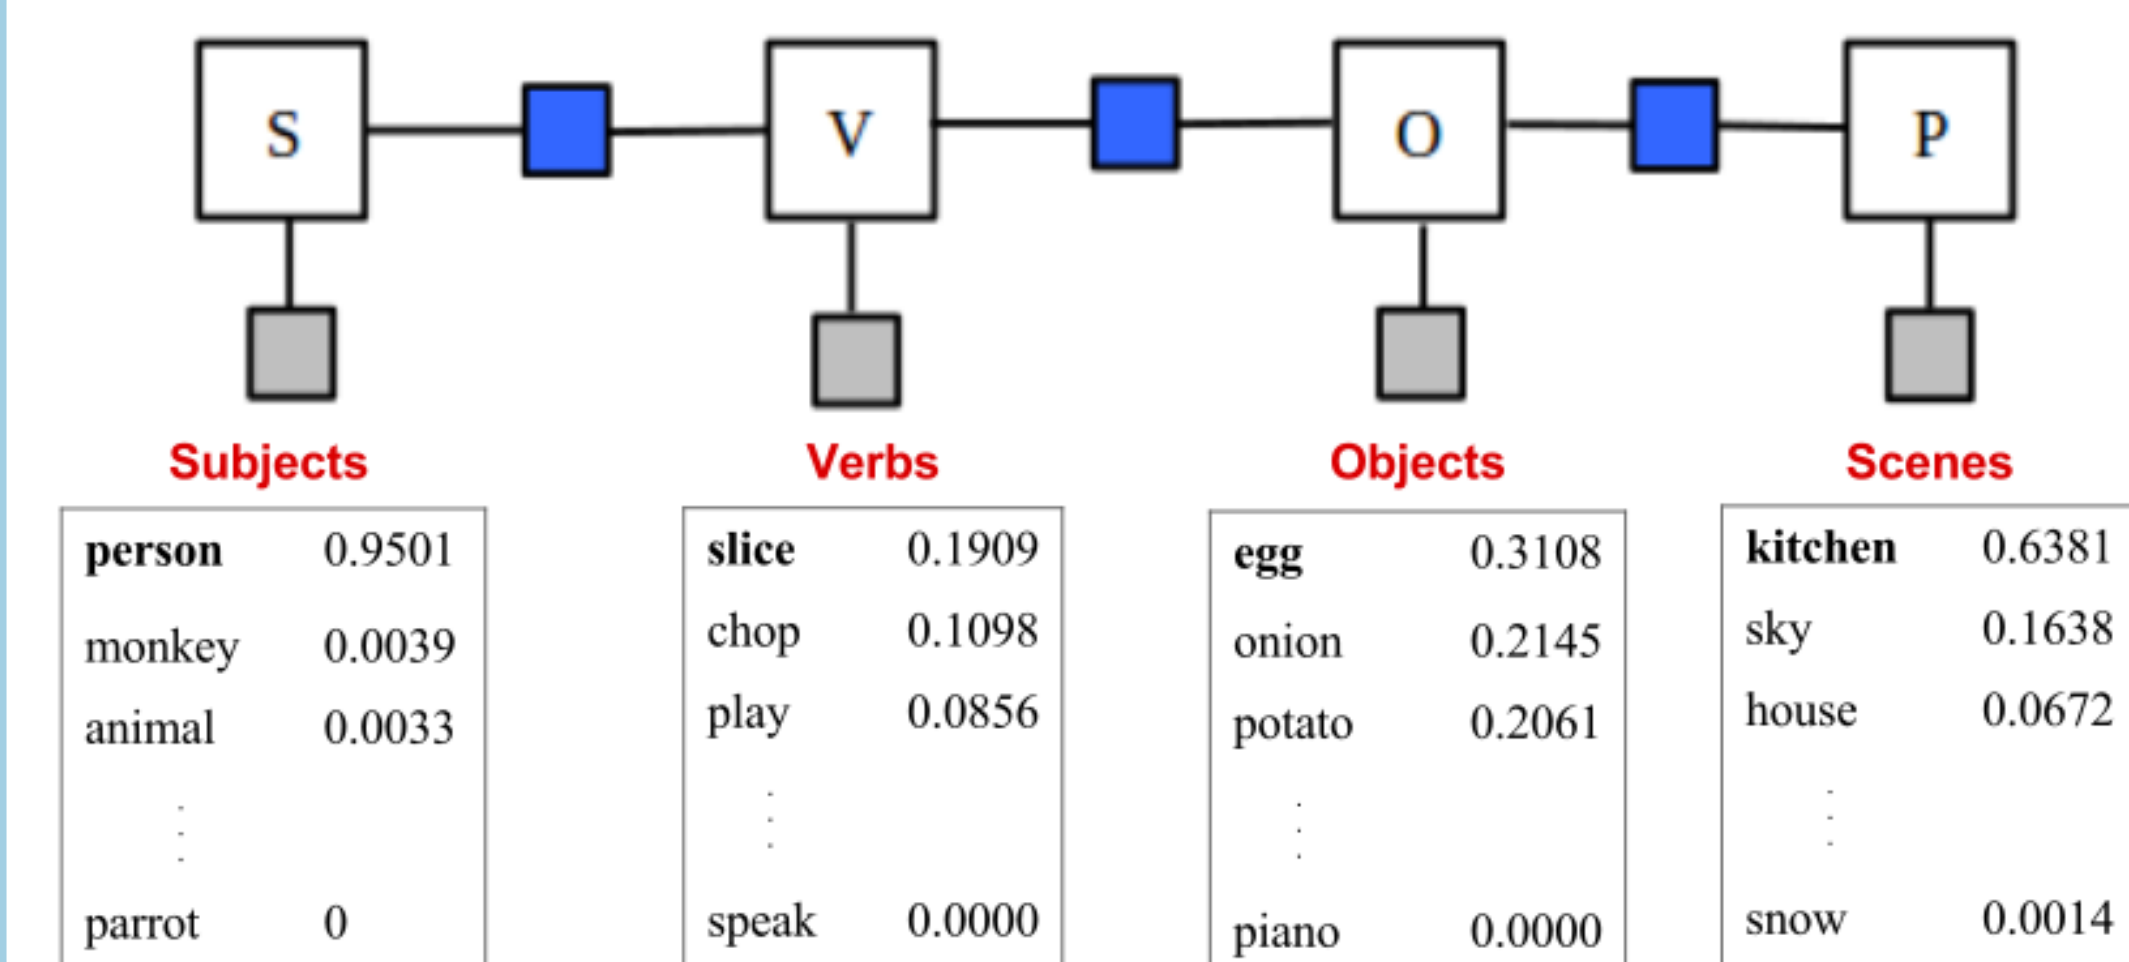 S V O P
Subjects Verbs Objects Scenes
person 0.9501 slice 0.1909 egg 0.3108 kitchen 0.6381
monkey 0.0039 chop 0.1098 onion 0.2145 sky 0.1638
animal 0.0033 play 0.0856 potato 0.2061 house 0.0672
parrot 0 speak 0.0000 piano 0.0000 snow 0.0014